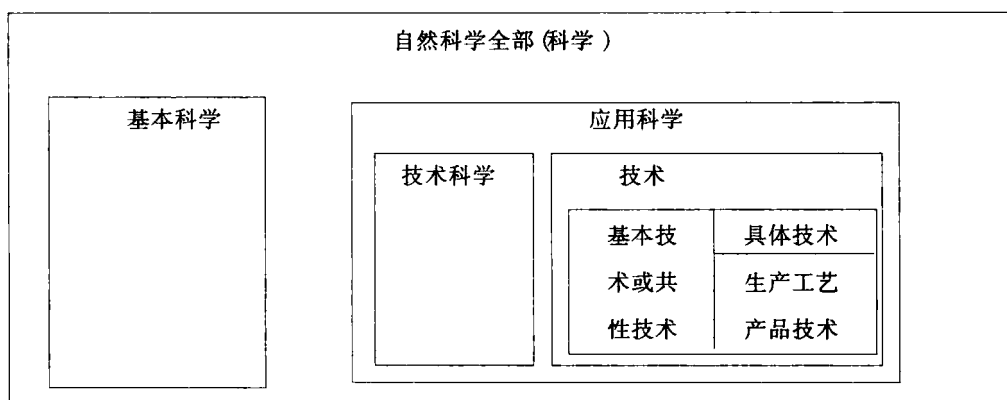 自然科学全部(科学)
基本科学
应用科学
技术科学
技术
基本技
术或共
性技术
具体技术
生产工艺
产品技术